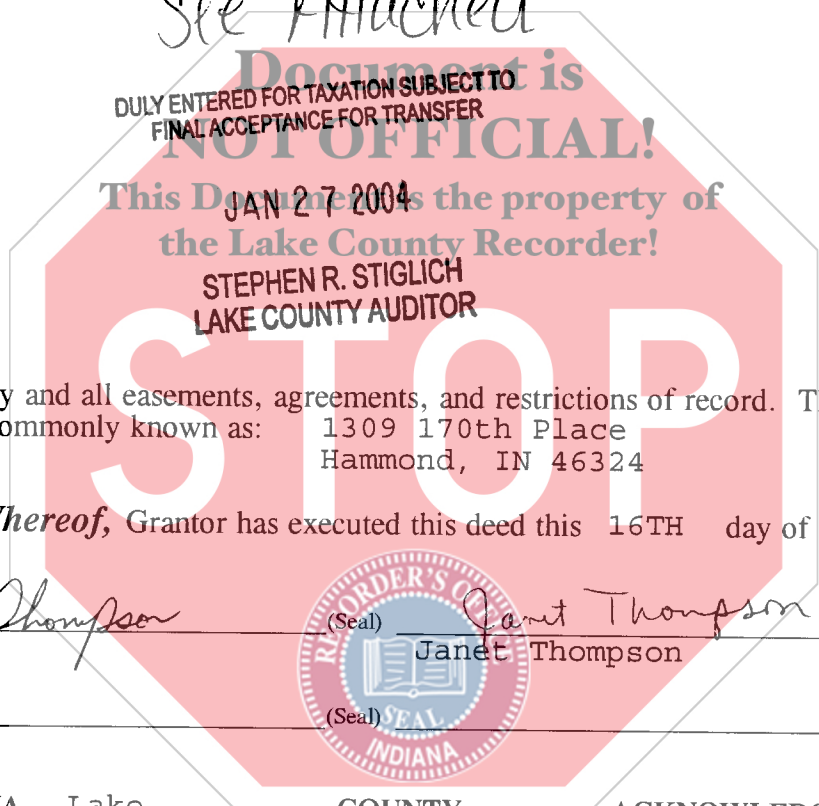 See Attached
Document is
DULY ENTERED FOR TAXATION SUBJECT TO
FINAL ACCEPTANCE FOR TRANSFER
NOT OFFICIAL!
This Document is the property of
JAN 27 2004
the Lake County Recorder!
STEPHEN R. STIGLICH
LAKE COUNTY AUDITOR
STOP
y and all easements, agreements, and restrictions of record. T
ommonly known as: 1309 170th Place
Hammond, IN 46324
hereof, Grantor has executed this deed this 16TH day of
Thompson (Seal) Janet Thompson
Janet Thompson
(Seal)
RECORDER'S OFFICE
SEAL
INDIANA
Lake COUNTY